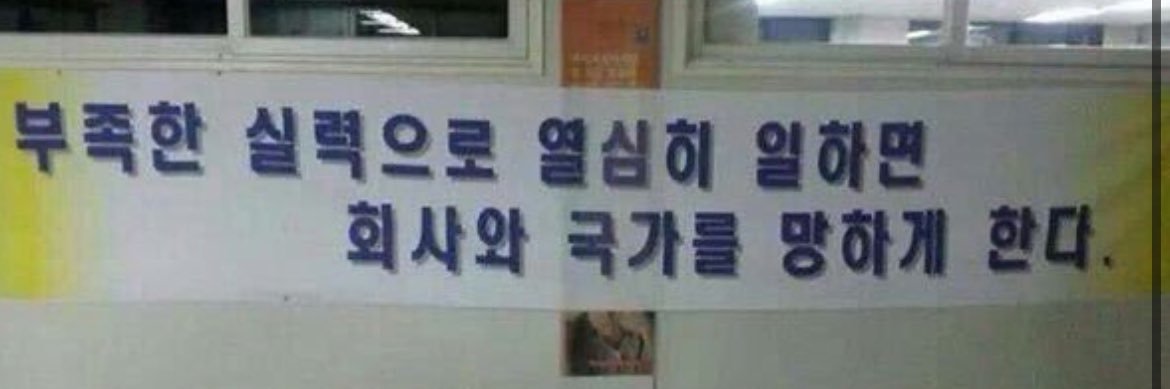 부족한 실력으로 열심히 일하면
회사와 국가를 망하게 한다.